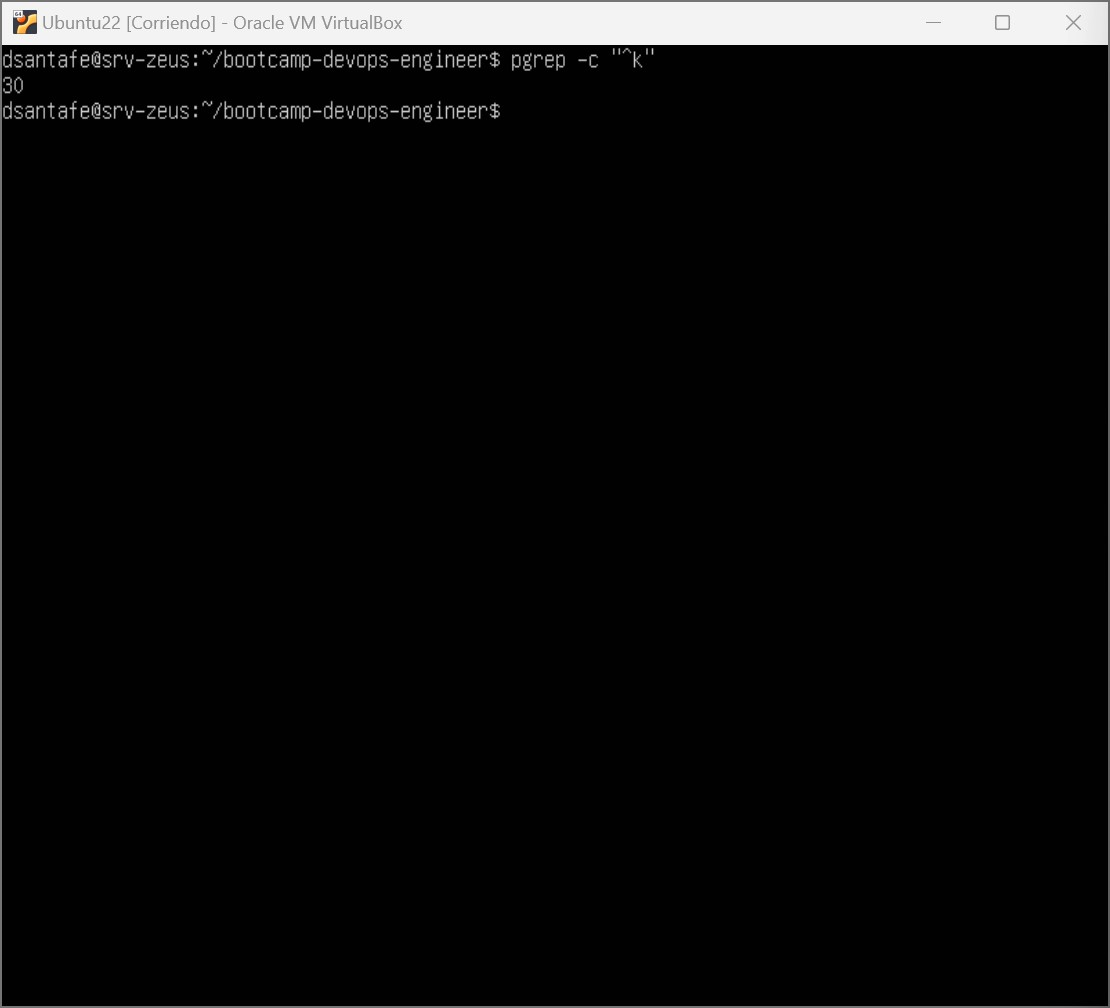 Ubuntu22 [Corriendo] - Oracle VM VirtualBox
dsantafe@srv-zeus:~/bootcamp-devops-engineer$ pgrep -c "^k"
30
dsantafe@srv-zeus:~/bootcamp-devops-engineer$